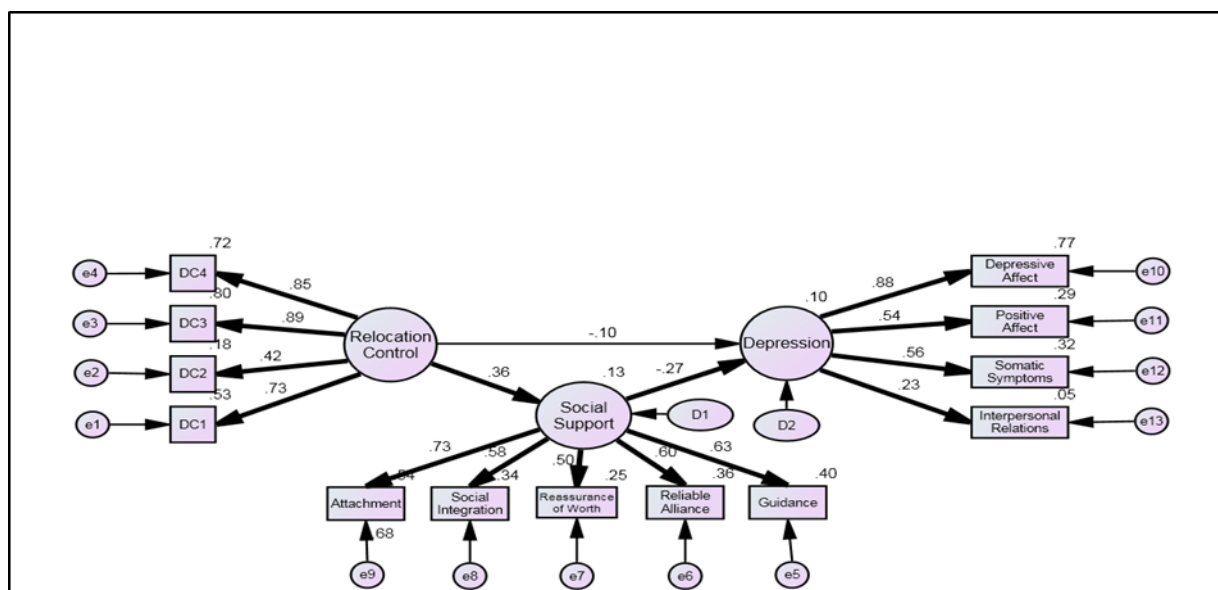 .72
.77
e4
DC4
Depressive
Affect
e10
.85
.88
.80
.10
.29
e3
DC3
.89
Relocation
Control
-.10
Depression
.54
Positive
Affect
e11
.18
.32
e2
DC2
.42
.56
Somatic
Symptoms
e12
.36
.13
-.27
.73
.23
.53
.05
e1
DC1
Social
Support
D1
D2
Interpersonal
Relations
e13
.73
.58
.50
.60
.63
.54
.34
.25
.36
.40
Attachment
Social
Integration
Reassurance
of Worth
Reliable
Alliance
Guidance
.68
e9
e8
e7
e6
e5